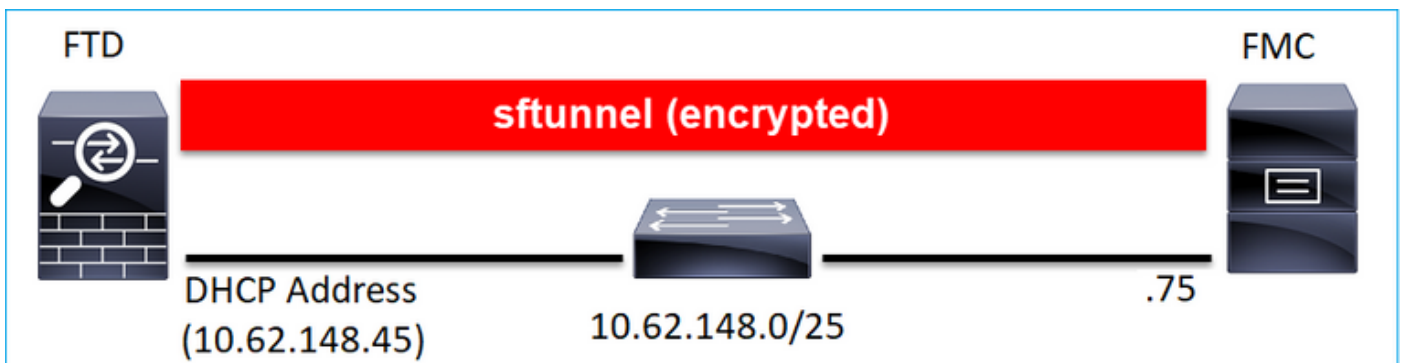 FTD
FMC
sftunnel (encrypted)
DHCP Address
(10.62.148.45)
10.62.148.0/25
.75